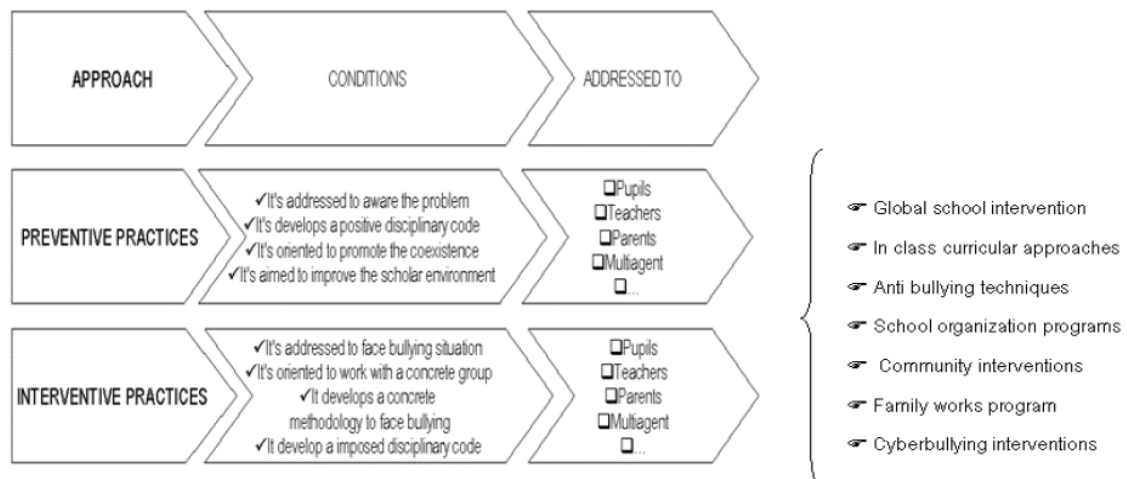 APPROACH
CONDITIONS
ADDRESSED TO
PREVENTIVE PRACTICES
✓It's addressed to aware the problem
✓It's develops a positive disciplinary code
✓It's oriented to promote the coexistence
✓It's aimed to improve the scholar environment
❑Pupils
❑Teachers
❑Parents
❑Multiagent
❑...
INTERVENTIVE PRACTICES
✓It's addressed to face bullying situation
✓It's oriented to work with a concrete group
✓It develops a concrete
methodology to face bullying
✓It develop a imposed disciplinary code
❑Pupils
❑Teachers
❑Parents
❑Multiagent
❑...
☞ Global school intervention
☞ In class curricular approaches
☞ Anti bullying techniques
☞ School organization programs
☞ Community interventions
☞ Family works program
☞ Cyberbullying interventions